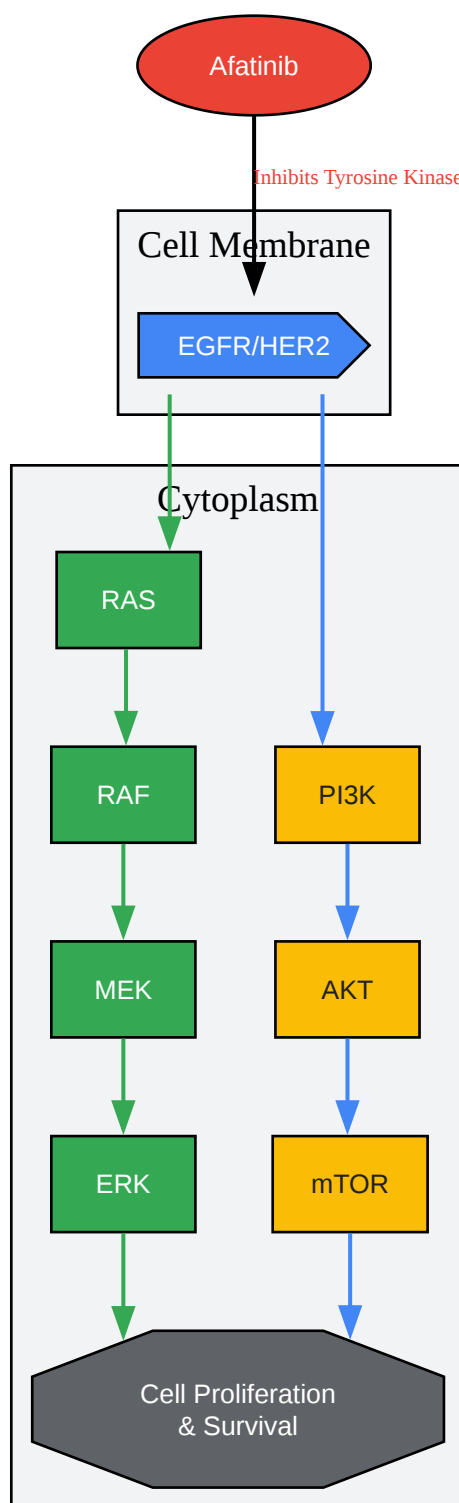 Afatinib
Inhibits Tyrosine Kinase
Cell Membrane
EGFR/HER2
Cytoplasm
RAS
RAF
PI3K
MEK
AKT
ERK
mTOR
Cell Proliferation
& Survival